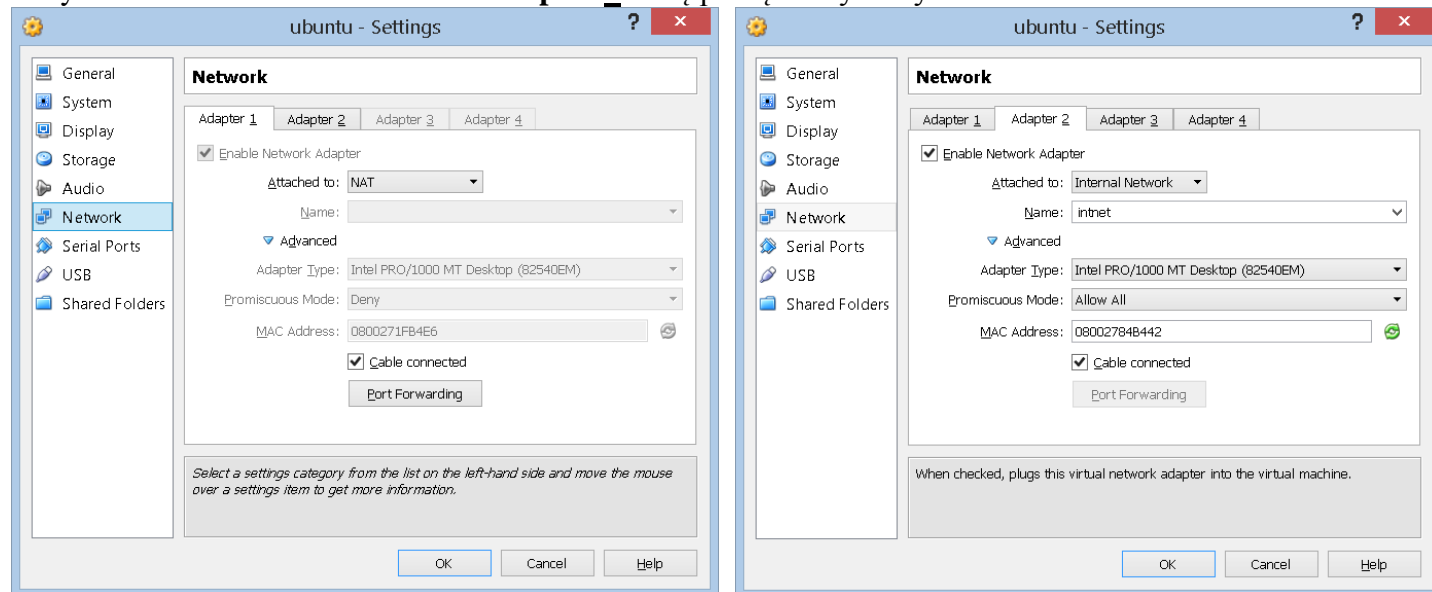 ubuntu - Settings
?
×
General
System
Display
Storage
Audio
Network
Serial Ports
USB
Shared Folders
Network
Adapter 1
Adapter 2
Adapter 3
Adapter 4
Enable Network Adapter
Attached to: NAT
Name:
Advanced
Adapter Type: Intel PRO/1000 MT Desktop (82540EM)
Promiscuous Mode: Deny
MAC Address: 0800271FB4E6
Cable connected
Port Forwarding
Select a settings category from the list on the left-hand side and move the mouse
over a settings item to get more information.
OK
Cancel
Help
ubuntu - Settings
?
×
General
System
Display
Storage
Audio
Network
Serial Ports
USB
Shared Folders
Network
Adapter 1
Adapter 2
Adapter 3
Adapter 4
Enable Network Adapter
Attached to: Internal Network
Name: intnet
Advanced
Adapter Type: Intel PRO/1000 MT Desktop (82540EM)
Promiscuous Mode: Allow All
MAC Address: 08002784B442
Cable connected
Port Forwarding
When checked, plugs this virtual network adapter into the virtual machine.
OK
Cancel
Help